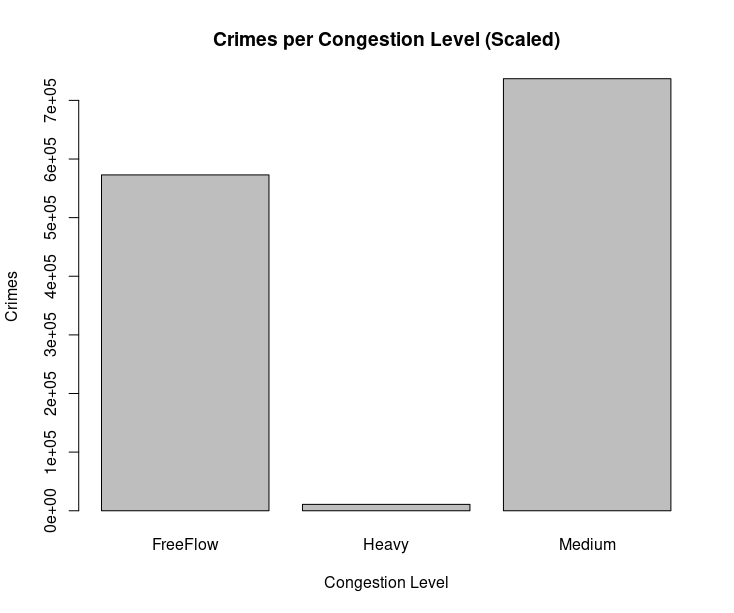 Crimes per Congestion Level (Scaled)
Crimes
7e+05
6e+05
5e+05
4e+05
3e+05
2e+05
1e+05
0e+00
FreeFlow
Heavy
Medium
Congestion Level